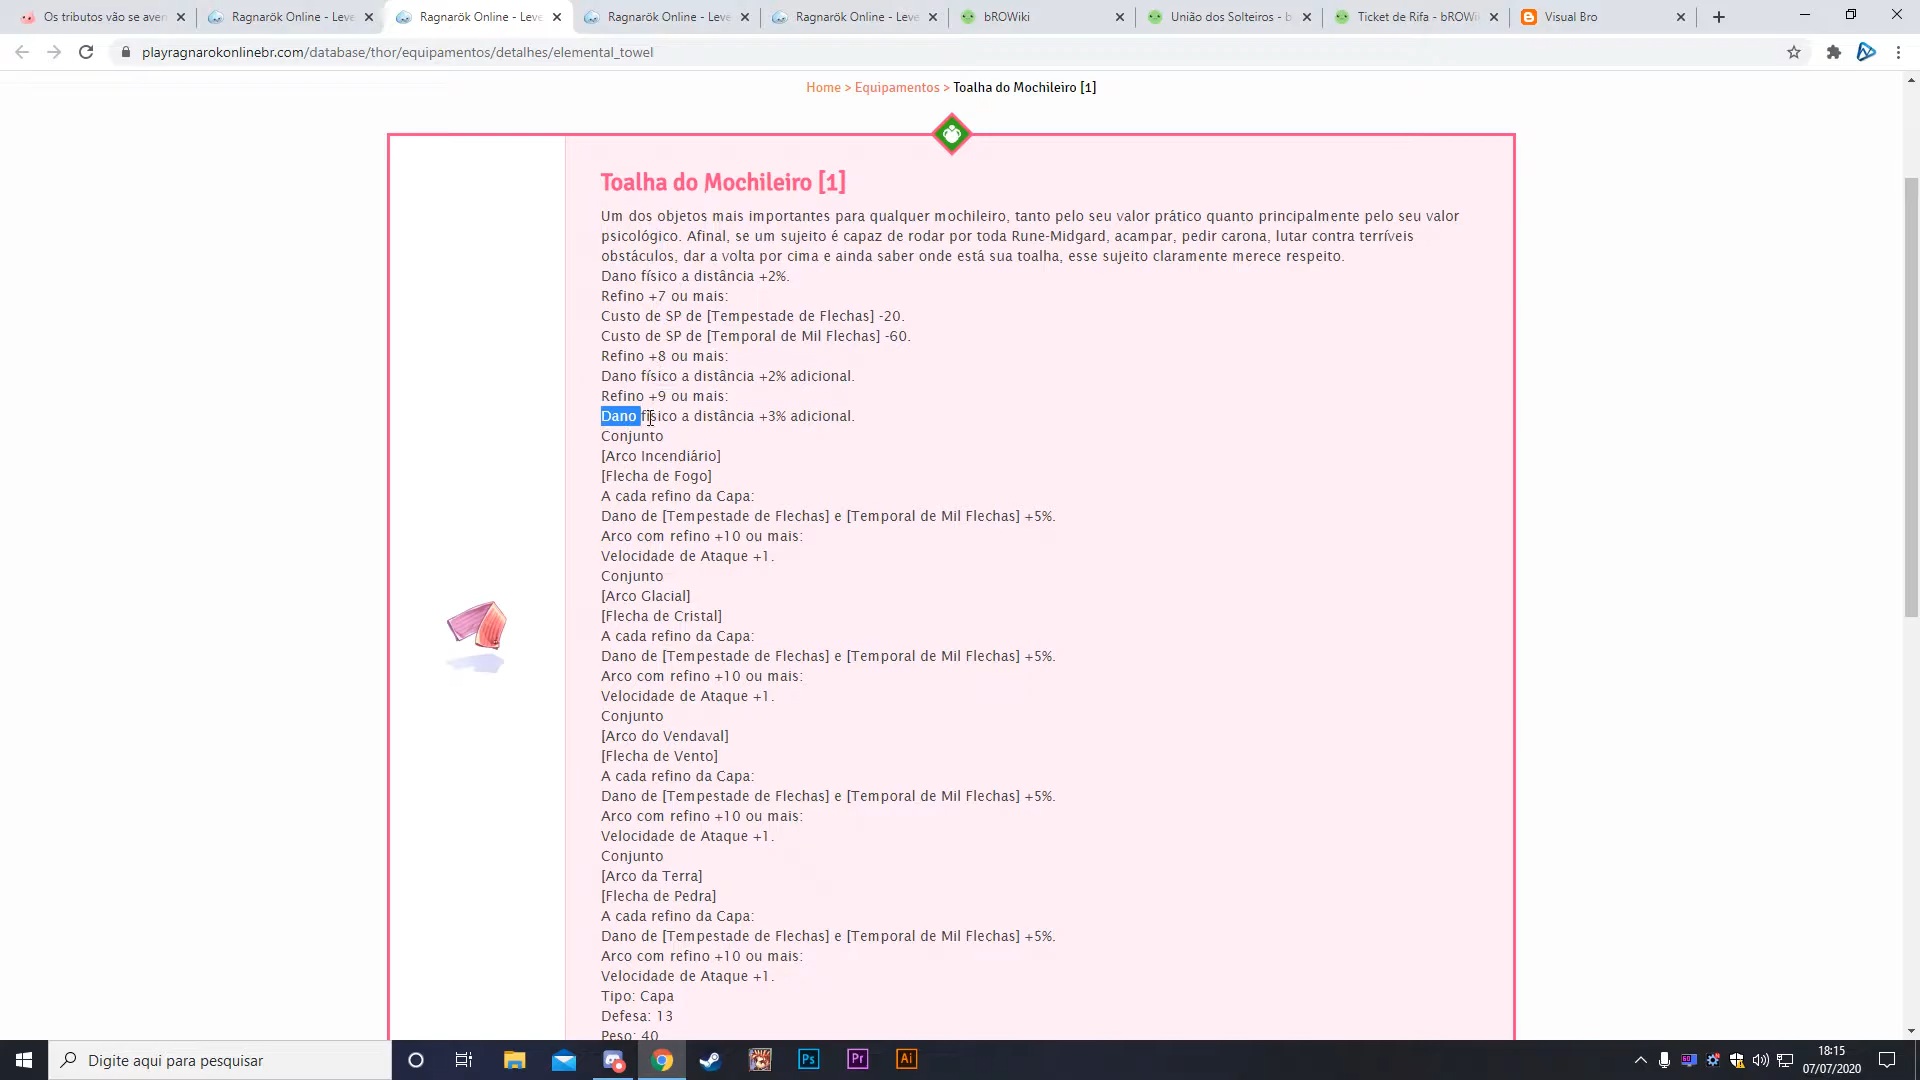 Os tributos vão se aven
Ragnarök Online - Leve
Ragnarök Online - Leve
Ragnarök Online - Leve
Ragnarök Online - Leve
bROWiki
União dos Solteiros - b
Ticket de Rifa - bROWi
Visual Bro
playragnarokonlinebr.com/database/thor/equipamentos/detalhes/elemental_towel
Home > Equipamentos > Toalha do Mochileiro [1]
Toalha do Mochileiro [1]
Um dos objetos mais importantes para qualquer mochileiro, tanto pelo seu valor prático quanto principalmente pelo seu valor
psicológico. Afinal, se um sujeito é capaz de rodar por toda Rune-Midgard, acampar, pedir carona, lutar contra terríveis
obstáculos, dar a volta por cima e ainda saber onde está sua toalha, esse sujeito claramente merece respeito.
Dano físico a distância +2%.
Refino +7 ou mais:
Custo de SP de [Tempestade de Flechas] -20.
Custo de SP de [Temporal de Mil Flechas] -60.
Refino +8 ou mais:
Dano físico a distância +2% adicional.
Refino +9 ou mais:
Dano físico a distância +3% adicional.
Conjunto
[Arco Incendiário]
[Flecha de Fogo]
A cada refino da Capa:
Dano de [Tempestade de Flechas] e [Temporal de Mil Flechas] +5%.
Arco com refino +10 ou mais:
Velocidade de Ataque +1.
Conjunto
[Arco Glacial]
[Flecha de Cristal]
A cada refino da Capa:
Dano de [Tempestade de Flechas] e [Temporal de Mil Flechas] +5%.
Arco com refino +10 ou mais:
Velocidade de Ataque +1.
Conjunto
[Arco do Vendaval]
[Flecha de Vento]
A cada refino da Capa:
Dano de [Tempestade de Flechas] e [Temporal de Mil Flechas] +5%.
Arco com refino +10 ou mais:
Velocidade de Ataque +1.
Conjunto
[Arco da Terra]
[Flecha de Pedra]
A cada refino da Capa:
Dano de [Tempestade de Flechas] e [Temporal de Mil Flechas] +5%.
Arco com refino +10 ou mais:
Velocidade de Ataque +1.
Tipo: Capa
Defesa: 13
Peso: 40
Digite aqui para pesquisar
Ps
Pr
Ai
18:15
07/07/2020